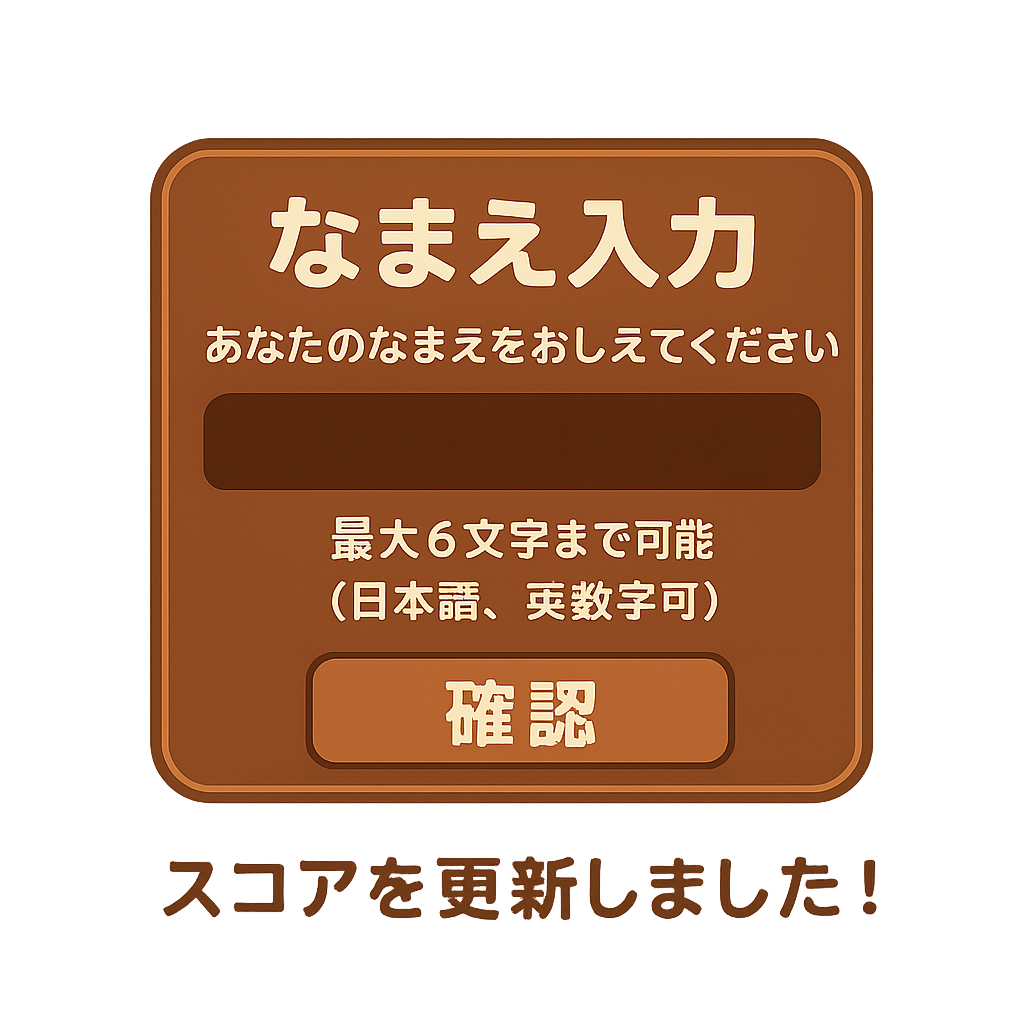 なまえ入力
あなたのなまえをおしえてください
最大6文字まで可能
（日本語、英数字可）
確認
スコアを更新しました！